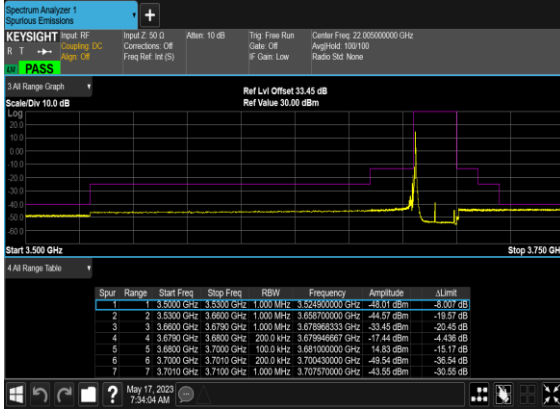 Spectrum Analyzer 1
Spurious Emissions
KEYSIGHT
R T
PASS
Input: RF
Coupling: DC
Align: Off
Input Z: 50 Ω
Corrections: Off
Freq Ref: Int (S)
Atten: 10 dB
Trig: Free Run
Gate: Off
IF Gain: Low
Center Freq: 22.005000000 GHz
Avg|Hold: 100/100
Radio Std: None
3 All Range Graph
Scale/Div 10.0 dB
Ref Lvl Offset 33.45 dB
Ref Value 30.00 dBm
Log
20.0
10.0
0.00
-10.0
-20.0
-30.0
-40.0
-50.0
-60.0
Start 3.500 GHz
Stop 3.750 GH
4 All Range Table
Spur Range Start Freq Stop Freq RBW Frequency Amplitude ΔLimit
1 1 3.5000 GHz 3.5300 GHz 1.000 MHz 3.524900000 GHz -48.01 dBm -8.007 dB
2 2 3.5300 GHz 3.6600 GHz 1.000 MHz 3.658700000 GHz -44.57 dBm -19.57 dB
3 3 3.6600 GHz 3.6790 GHz 1.000 MHz 3.678968333 GHz -33.45 dBm -20.45 dB
4 4 3.6790 GHz 3.6800 GHz 200.0 kHz 3.679946667 GHz -17.44 dBm -4.436 dB
5 5 3.6800 GHz 3.7000 GHz 100.0 kHz 3.681000000 GHz 14.83 dBm -15.17 dB
6 6 3.7000 GHz 3.7010 GHz 200.0 kHz 3.700430000 GHz -49.54 dBm -36.54 dB
7 7 3.7010 GHz 3.7100 GHz 1.000 MHz 3.707570000 GHz -43.55 dBm -30.55 dB
May 17, 2023
7:34:04 AM